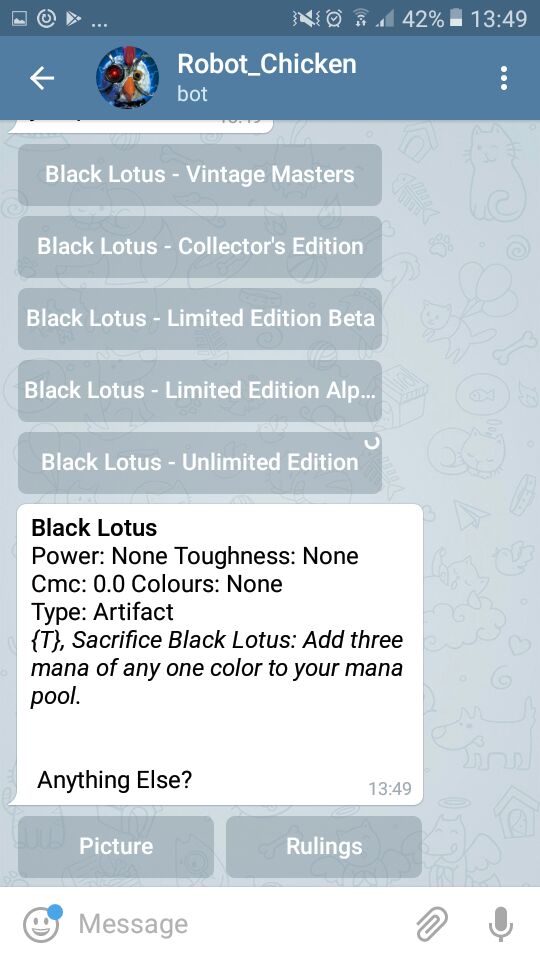 ... 42% 13:49
Robot_Chicken
bot
Black Lotus - Vintage Masters
Black Lotus - Collector's Edition
Black Lotus - Limited Edition Beta
Black Lotus - Limited Edition Alp...
Black Lotus - Unlimited Edition
Black Lotus
Power: None Toughness: None
Cmc: 0.0 Colours: None
Type: Artifact
{T}, Sacrifice Black Lotus: Add three
mana of any one color to your mana
pool.
Anything Else?
13:49
Picture Rulings
Message